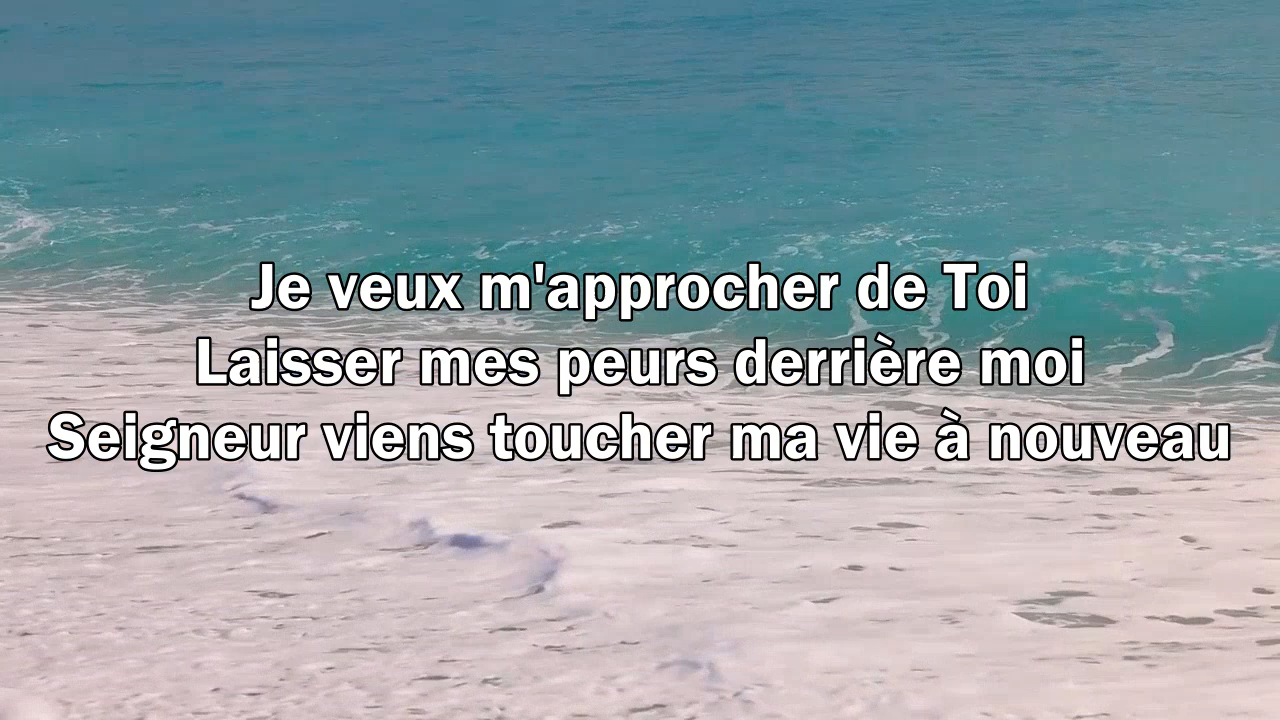 Je veux m'approcher de Toi
Laisser mes peurs derrière moi
Seigneur viens toucher ma vie à nouveau